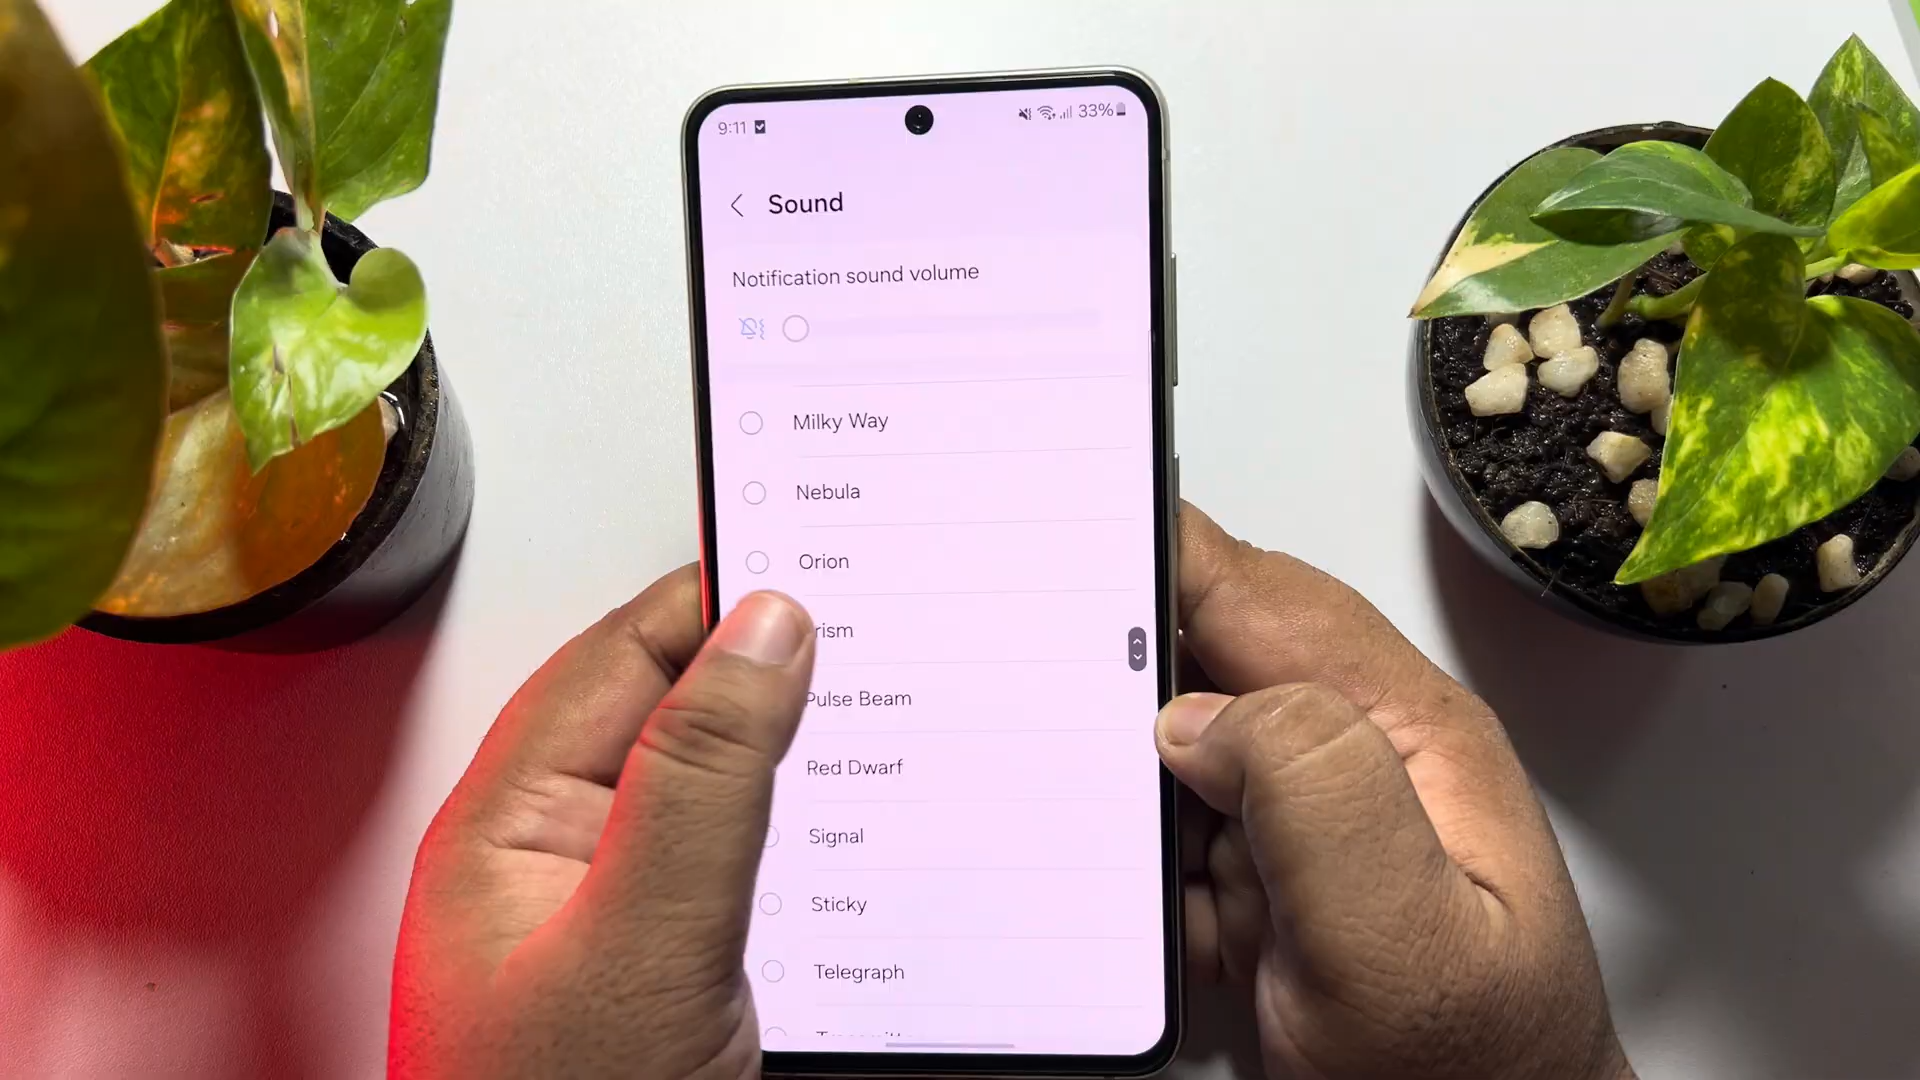 9:11 33%
Sound
Notification sound volume
Milky Way
Nebula
Orion
rism
Pulse Beam
Red Dwarf
Signal
Sticky
Telegraph